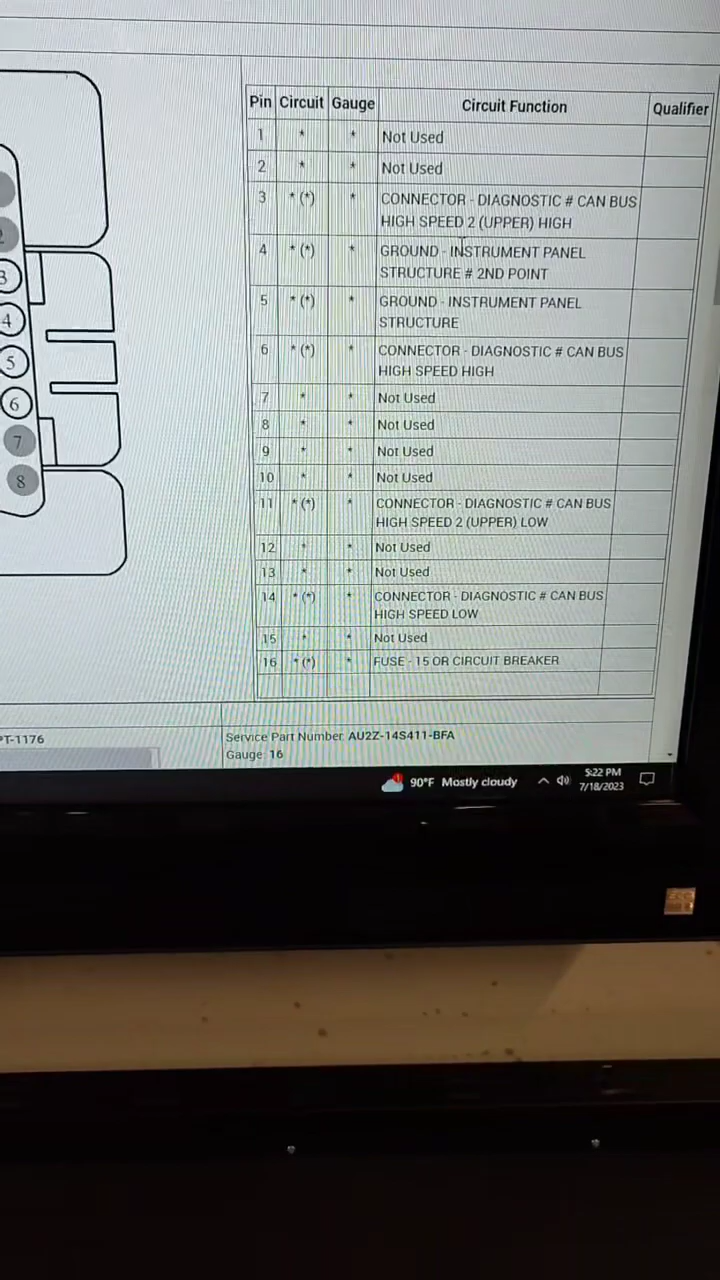 Pin Circuit Gauge Circuit Function Qualifier
1 * * Not Used
2 * * Not Used
3 * (*) * CONNECTOR - DIAGNOSTIC # CAN BUS
HIGH SPEED 2 (UPPER) HIGH
4 * (*) * GROUND - INSTRUMENT PANEL
STRUCTURE # 2ND POINT
5 * (*) * GROUND - INSTRUMENT PANEL
STRUCTURE
6 * (*) * CONNECTOR - DIAGNOSTIC # CAN BUS
HIGH SPEED HIGH
7 * * Not Used
8 * * Not Used
9 * * Not Used
10 * * Not Used
11 * (*) * CONNECTOR - DIAGNOSTIC # CAN BUS
HIGH SPEED 2 (UPPER) LOW
12 * * Not Used
13 * * Not Used
14 * (*) * CONNECTOR - DIAGNOSTIC # CAN BUS
HIGH SPEED LOW
15 * * Not Used
16 * (*) * FUSE - 15 OR CIRCUIT BREAKER
2
3
4
5
6
7
8
PT-1176
Service Part Number: AU2Z-14S411-BFA
Gauge: 16
90°F Mostly cloudy
5:22 PM
7/18/2023